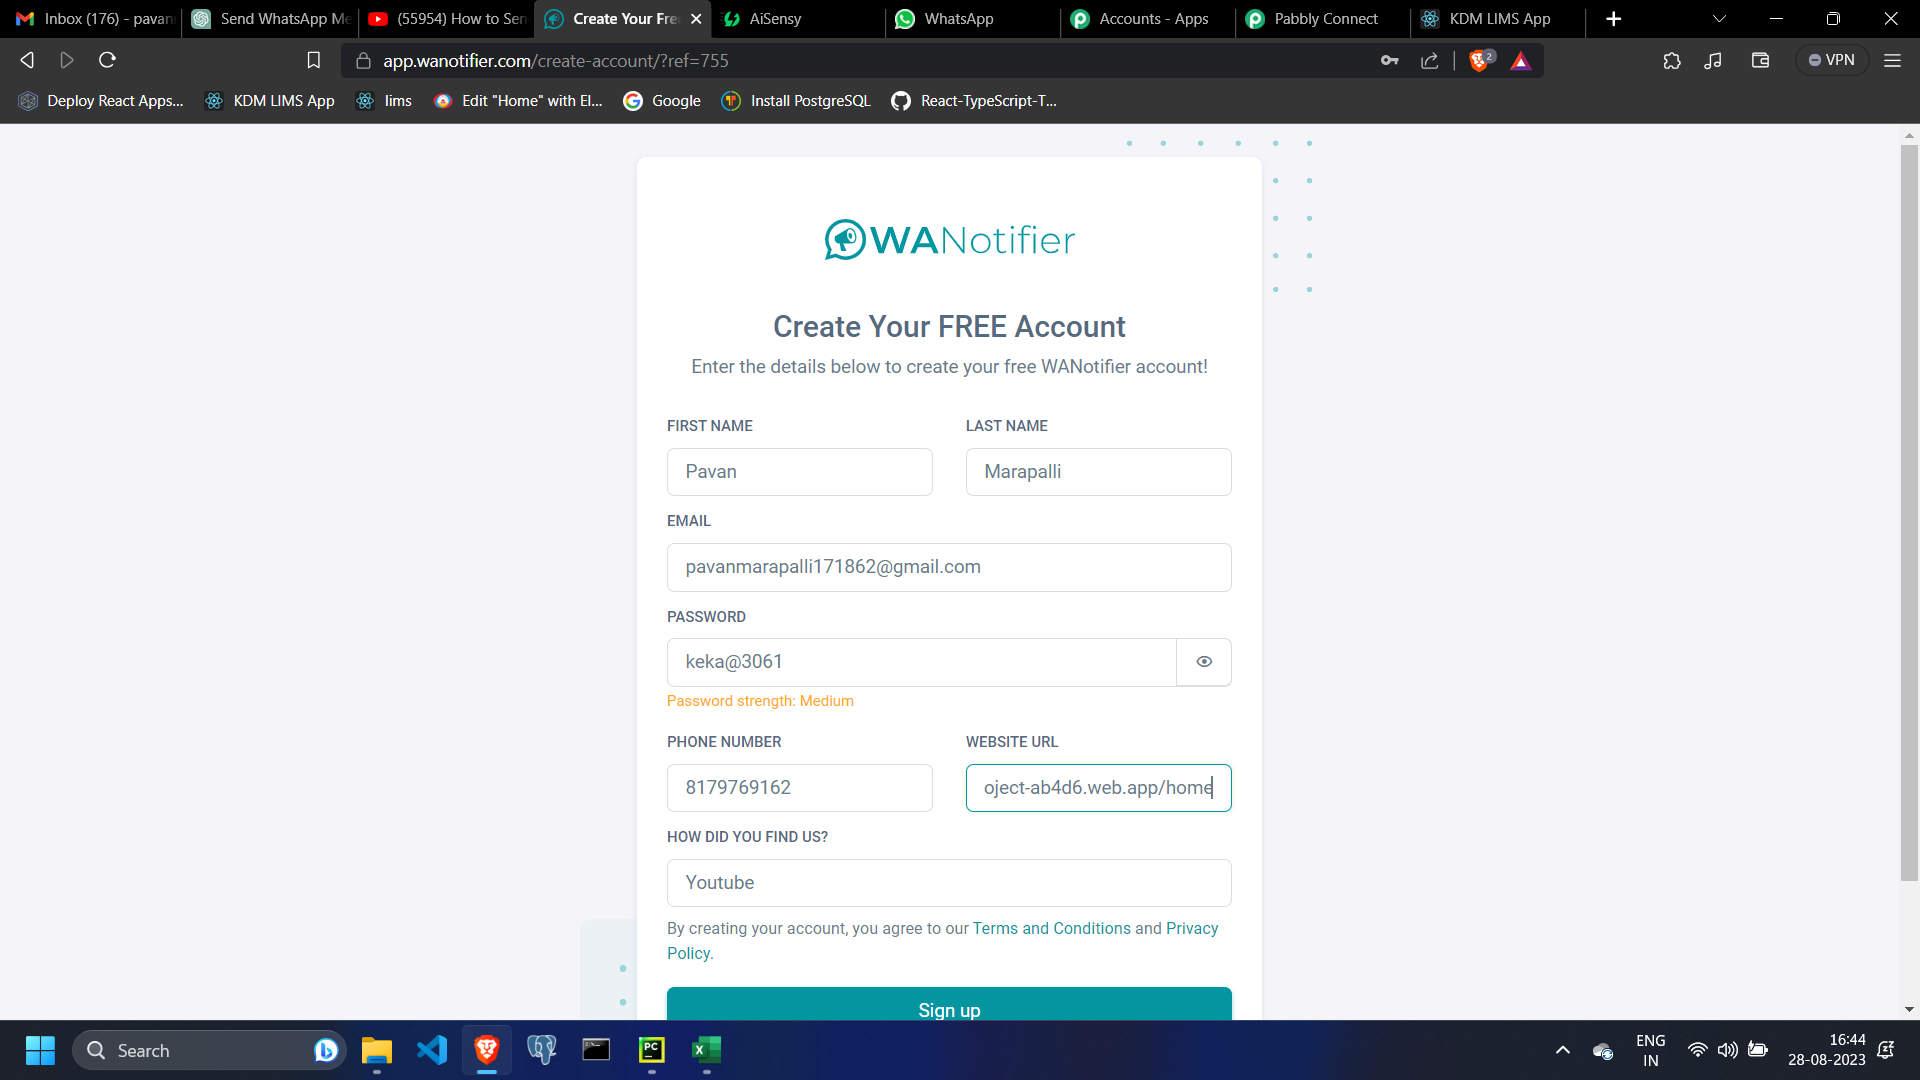 Inbox (176) - pavanr
Send WhatsApp Me
(55954) How to Sen
Create Your Fre
AiSensy
WhatsApp
Accounts - Apps
Pabbly Connect
KDM LIMS App
app.wanotifier.com/create-account/?ref=755
2
VPN
Deploy React Apps...
KDM LIMS App
lims
Edit "Home" with El...
Google
Install PostgreSQL
React-TypeScript-T...
WANotifier
Create Your FREE Account
Enter the details below to create your free WANotifier account!
FIRST NAME
LAST NAME
Pavan
Marapalli
EMAIL
pavanmarapalli171862@gmail.com
PASSWORD
keka@3061
Password strength: Medium
PHONE NUMBER
WEBSITE URL
8179769162
oject-ab4d6.web.app/home
HOW DID YOU FIND US?
Youtube
By creating your account, you agree to our Terms and Conditions and Privacy
Policy.
Sign up
Search
PC
ENG
IN
16:44
28-08-2023